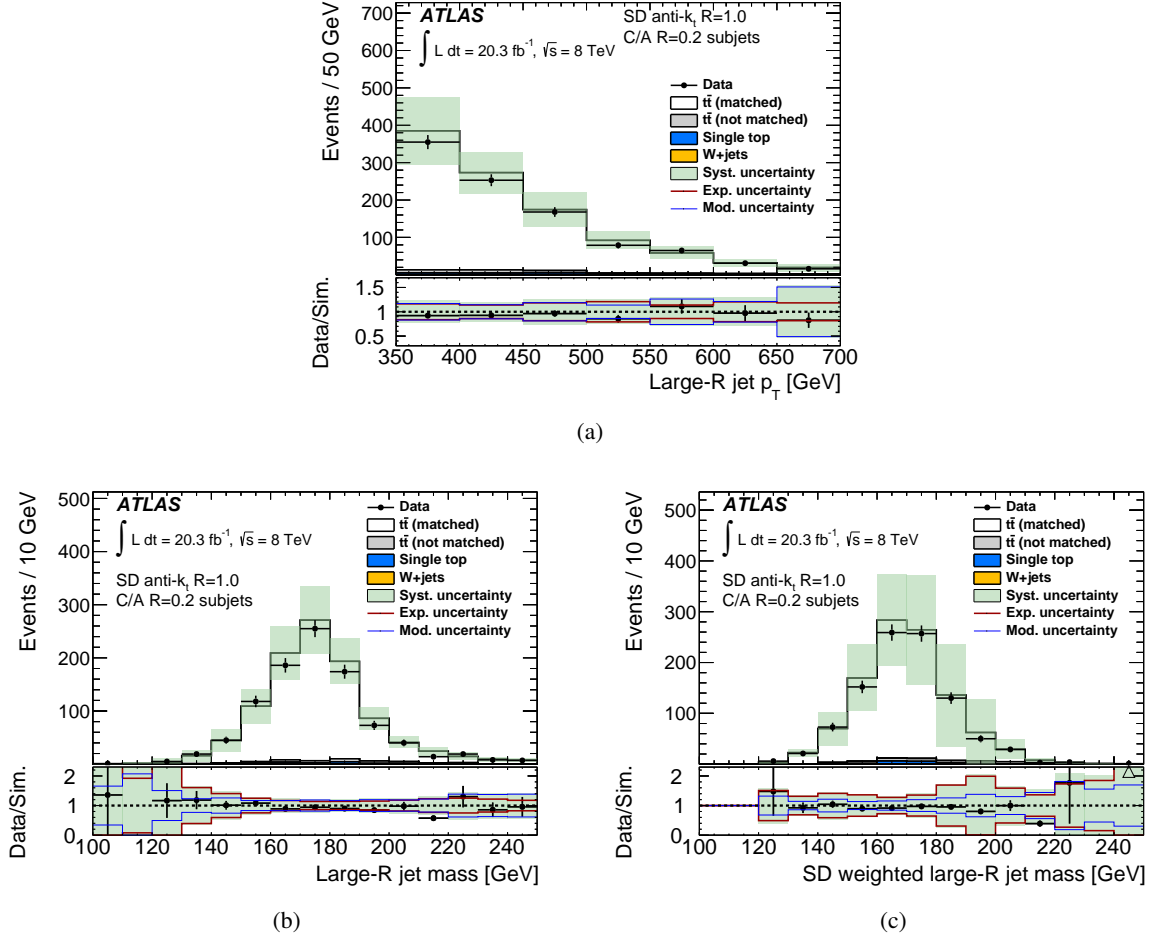 ATLAS
∫ L dt = 20.3 fb⁻¹, √s = 8 TeV
SD anti-kₜ R=1.0
C/A R=0.2 subjets
Data
tt̄ (matched)
tt̄ (not matched)
Single top
W+jets
Syst. uncertainty
Exp. uncertainty
Mod. uncertainty
Events / 50 GeV
700
600
500
400
300
200
100
Data/Sim.
1.5
1
0.5
350 400 450 500 550 600 650 700
Large-R jet p_T [GeV]
(a)
ATLAS
∫ L dt = 20.3 fb⁻¹, √s = 8 TeV
SD anti-kₜ R=1.0
C/A R=0.2 subjets
Data
tt̄ (matched)
tt̄ (not matched)
Single top
W+jets
Syst. uncertainty
Exp. uncertainty
Mod. uncertainty
Events / 10 GeV
500
400
300
200
100
Data/Sim.
2
1
0
100 120 140 160 180 200 220 240
Large-R jet mass [GeV]
(b)
ATLAS
∫ L dt = 20.3 fb⁻¹, √s = 8 TeV
SD anti-kₜ R=1.0
C/A R=0.2 subjets
Data
tt̄ (matched)
tt̄ (not matched)
Single top
W+jets
Syst. uncertainty
Exp. uncertainty
Mod. uncertainty
Events / 10 GeV
500
400
300
200
100
Data/Sim.
2
1
0
100 120 140 160 180 200 220 240
SD weighted large-R jet mass [GeV]
(c)